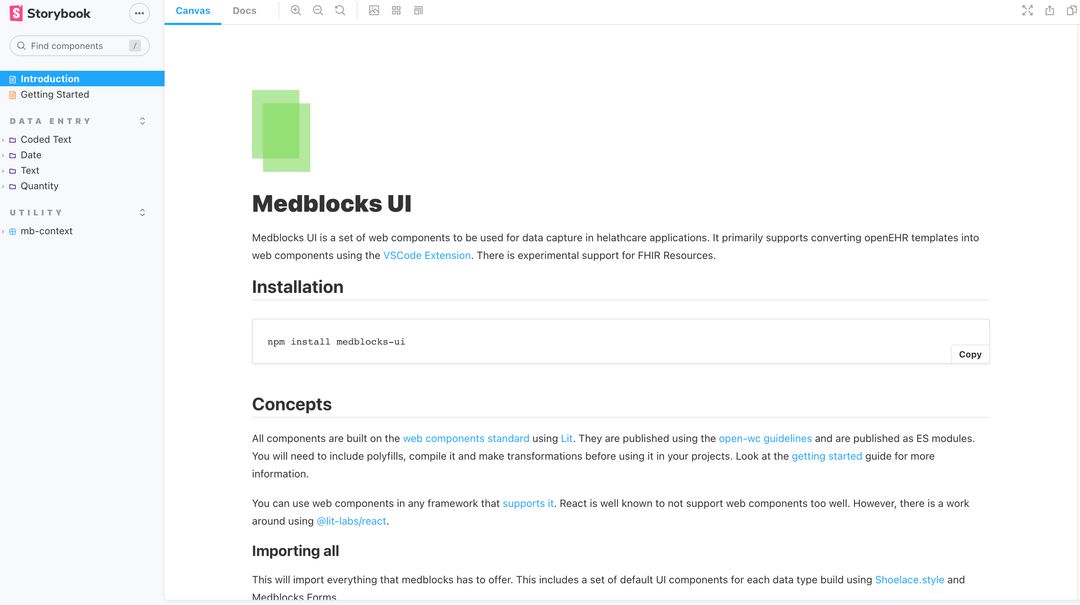 Storybook
Find components /
Introduction
Getting Started
DATA ENTRY
Coded Text
Date
Text
Quantity
UTILITY
mb-context
Canvas Docs
Medblocks UI
Medblocks UI is a set of web components to be used for data capture in helathcare applications. It primarily supports converting openEHR templates into
web components using the VSCode Extension. There is experimental support for FHIR Resources.
Installation
npm install medblocks-ui
Copy
Concepts
All components are built on the web components standard using Lit. They are published using the open-wc guidelines and are published as ES modules.
You will need to include polyfills, compile it and make transformations before using it in your projects. Look at the getting started guide for more
information.
You can use web components in any framework that supports it. React is well known to not support web components too well. However, there is a work
around using @lit-labs/react.
Importing all
This will import everything that medblocks has to offer. This includes a set of default UI components for each data type build using Shoelace.style and
Medblocks Forms.